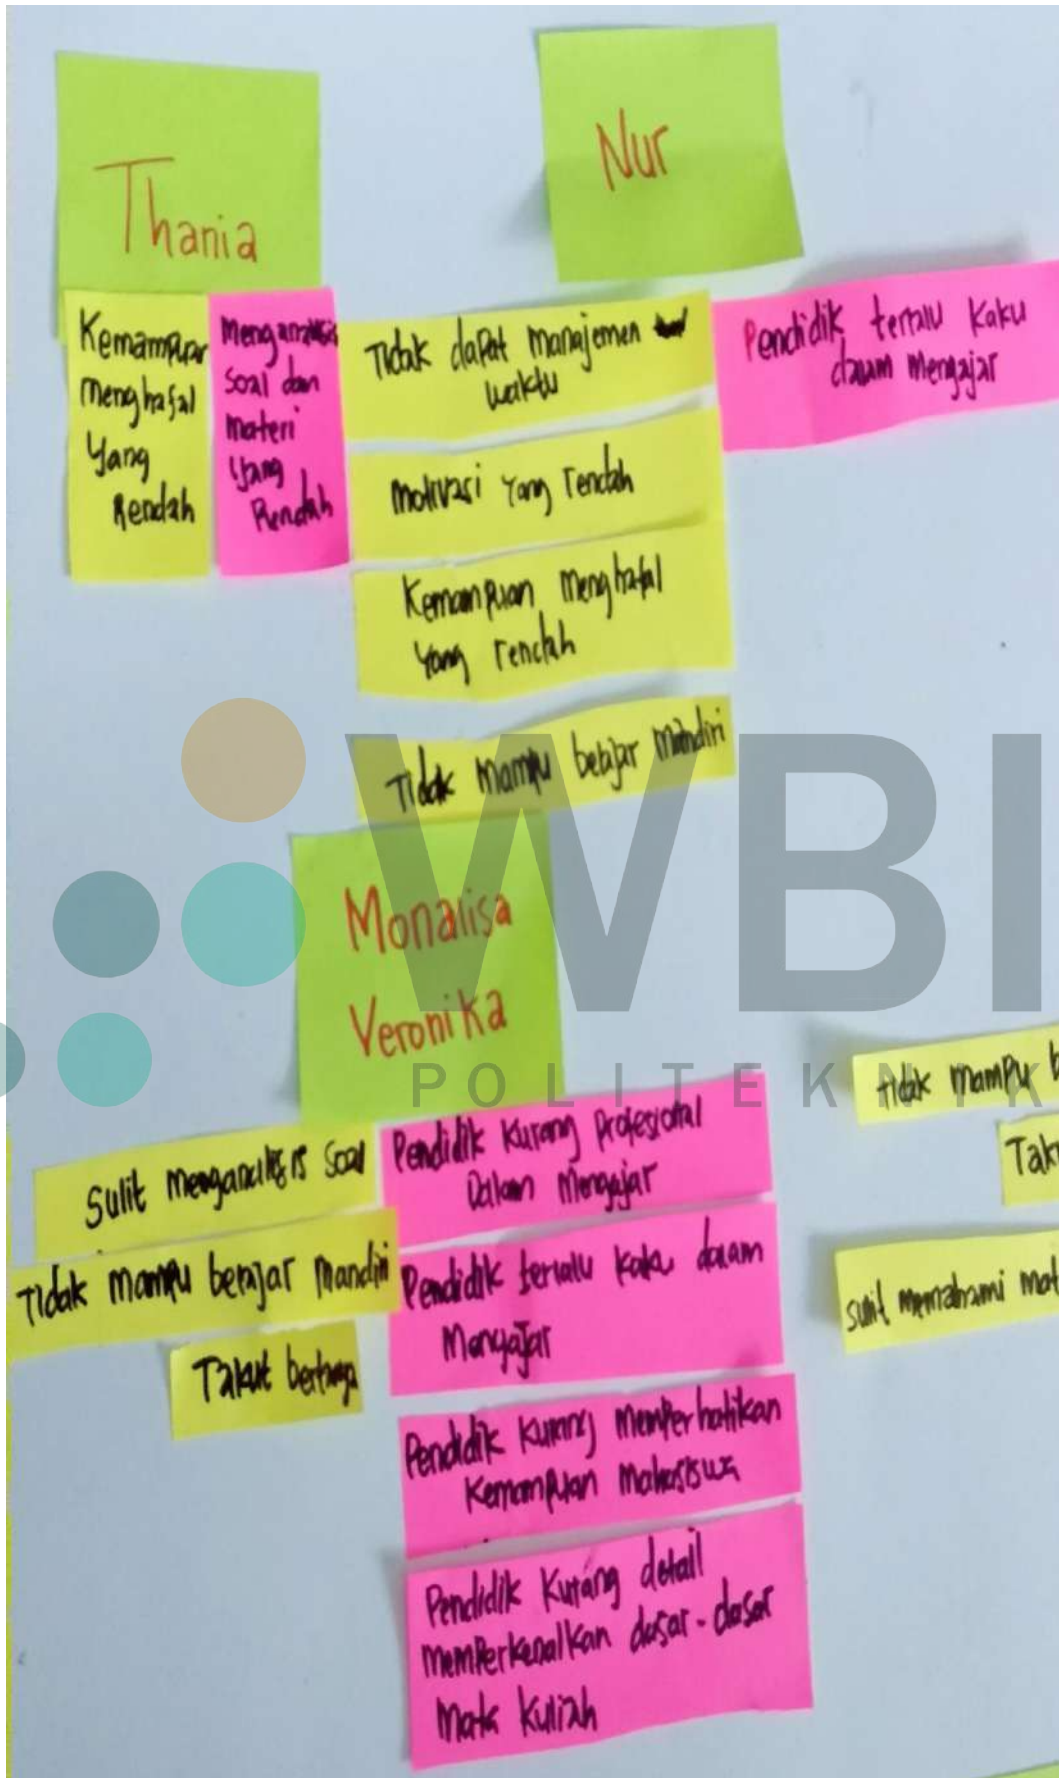 Thania
Nur
Kemampuan
menghafal
Yang
Rendah
Menganalisis
Soal dan
Materi
Yang
Rendah
Tidak dapat manajemen
waktu
Motivasi Yang rendah
Kemampuan Menghafal
Yang rendah
Tidak Mampu belajar Mandiri
Pendidik terlalu Kaku
dalam Mengajar
WBI
POLITEKNIK
Monalisa
Veronika
Sulit menganalisis Soal
Tidak Mampu belajar Mandiri
Takut bertanya
Pendidik Kurang profesional
Dalam Mengajar
Pendidik terlalu Kaku dalam
Mengajar
Pendidik Kurang memperhatikan
Kemampuan Mahasiswa
Pendidik Kurang detail
memperkenalkan dasar - dasar
Mata Kuliah
tidak mampu b
Taku
sulit memahami mat